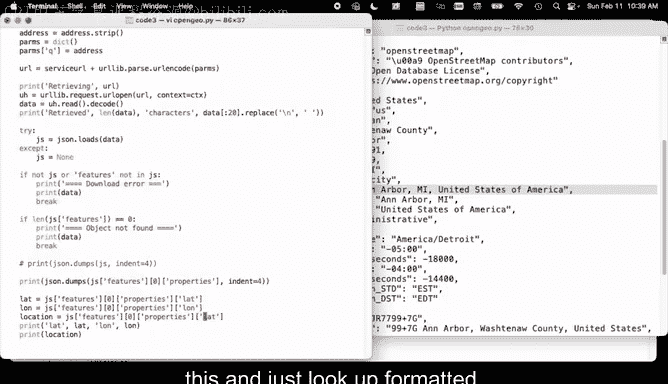 Terminal Shell Edit View Window Help
Sun Feb 11 10:39 AM
code3 — vi opengeo.py — 86×37
address = address.strip()
parms = dict()
parms['q'] = address
url = serviceurl + urllib.parse.urlencode(parms)
print('Retrieving', url)
uh = urllib.request.urlopen(url, context=ctx)
data = uh.read().decode()
print('Retrieved', len(data), 'characters', data[:20].replace('\n', ' '))
try:
js = json.loads(data)
except:
js = None
if not js or 'features' not in js:
print('==== Download error ===')
print(data)
break
if len(js['features']) == 0:
print('==== Object not found ====')
print(data)
break
# print(json.dumps(js, indent=4))
print(json.dumps(js['features'][0]['properties'], indent=4))
lat = js['features'][0]['properties']['lat']
lon = js['features'][0]['properties']['lon']
location = js['features'][0]['properties']['lat']
print('lat', lat, 'lon', lon)
print(location)
code3 — Python opengeo.py — 76×30
: "openstreetmap",
: "\u00a9 OpenStreetMap contributors",
Open Database License",
www.openstreetmap.org/copyright"
ted States",
"us",
an",
tenaw County",
or",
91,
9,
city",
n Arbor, MI, United States of America",
"Ann Arbor, MI",
"United States of America",
inistrative",
e": "America/Detroit",
: "-05:00",
seconds": -18000,
: "-04:00",
seconds": -14400,
n_STD": "EST",
n_DST": "EDT"
JR7799+7G",
": "99+7G Ann Arbor, Washtenaw County, United States",
this and just look up formatted